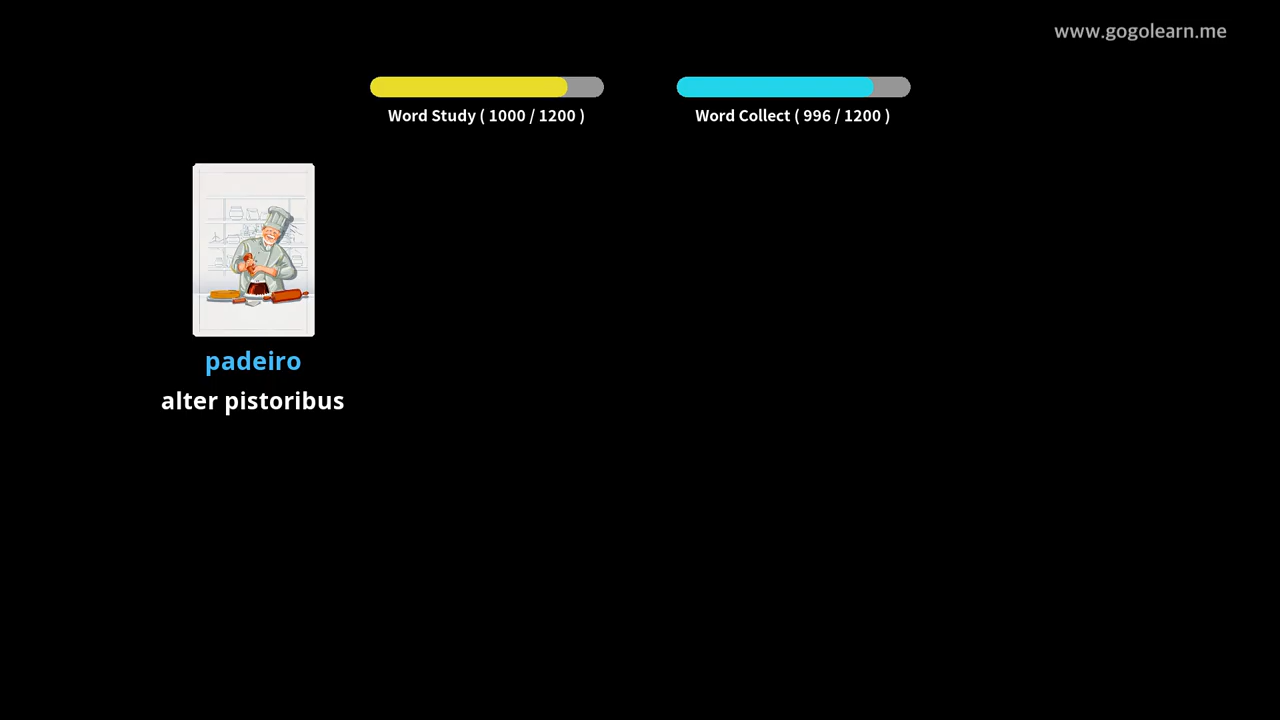 www.gogolearn.me
Word Study ( 1000 / 1200 )
Word Collect ( 996 / 1200 )
padeiro
alter pistoribus